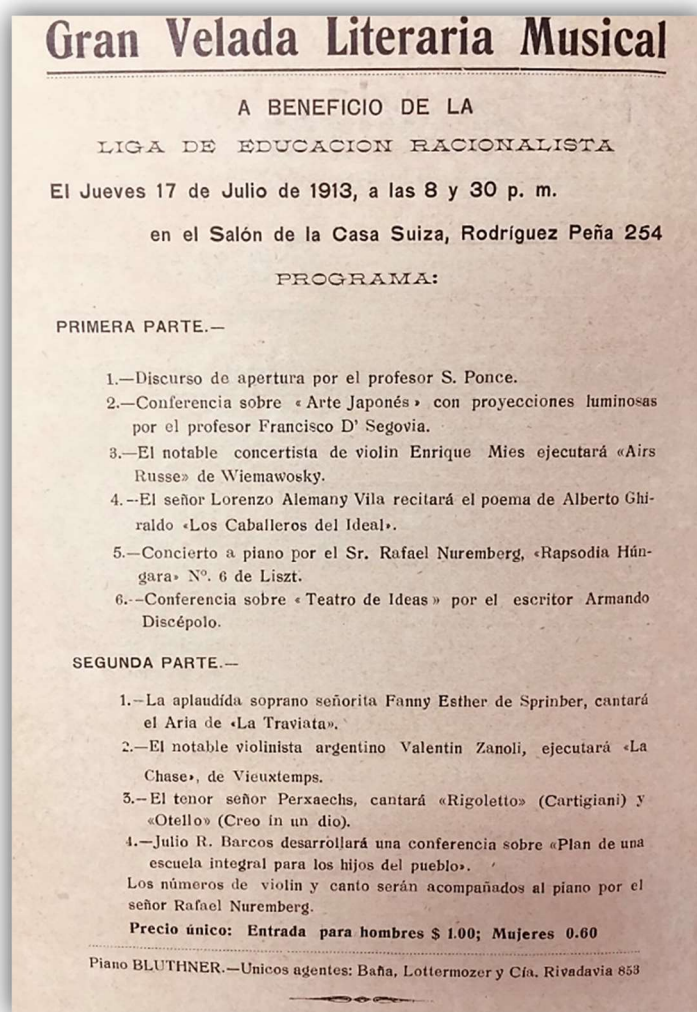 Gran Velada Literaria Musical
A BENEFICIO DE LA
LIGA DE EDUCACION RACIONALISTA
El Jueves 17 de Julio de 1913, a las 8 y 30 p. m.
en el Salón de la Casa Suiza, Rodríguez Peña 254
PROGRAMA:
PRIMERA PARTE.—
1.—Discurso de apertura por el profesor S. Ponce.
2.—Conferencia sobre «Arte Japonés» con proyecciones luminosas
por el profesor Francisco D' Segovia.
3.—El notable concertista de violin Enrique Mies ejecutará «Airs
Russe» de Wiemawosky.
4.--El señor Lorenzo Alemany Vila recitará el poema de Alberto Ghi-
raldo «Los Caballeros del Ideal».
5.—Concierto a piano por el Sr. Rafael Nuremberg, «Rapsodia Hún-
gara» Nº. 6 de Liszt.
6.--Conferencia sobre «Teatro de Ideas» por el escritor Armando
Discépolo.
SEGUNDA PARTE.—
1.—La aplaudída soprano señorita Fanny Esther de Sprinber, cantará
el Aria de «La Traviata».
2.—El notable violinista argentino Valentin Zanoli, ejecutará «La
Chase», de Vieuxtemps.
3.—El tenor señor Perxaechs, cantará «Rigoletto» (Cartigiani) y
«Otello» (Creo in un dio).
4.—Julio R. Barcos desarrollará una conferencia sobre «Plan de una
escuela integral para los hijos del pueblo».
Los números de violin y canto serán acompañados al piano por el
señor Rafael Nuremberg.
Precio único: Entrada para hombres $ 1.00; Mujeres 0.60
Piano BLUTHNER.—Unicos agentes: Baña, Lottermozer y Cía. Rivadavia 853